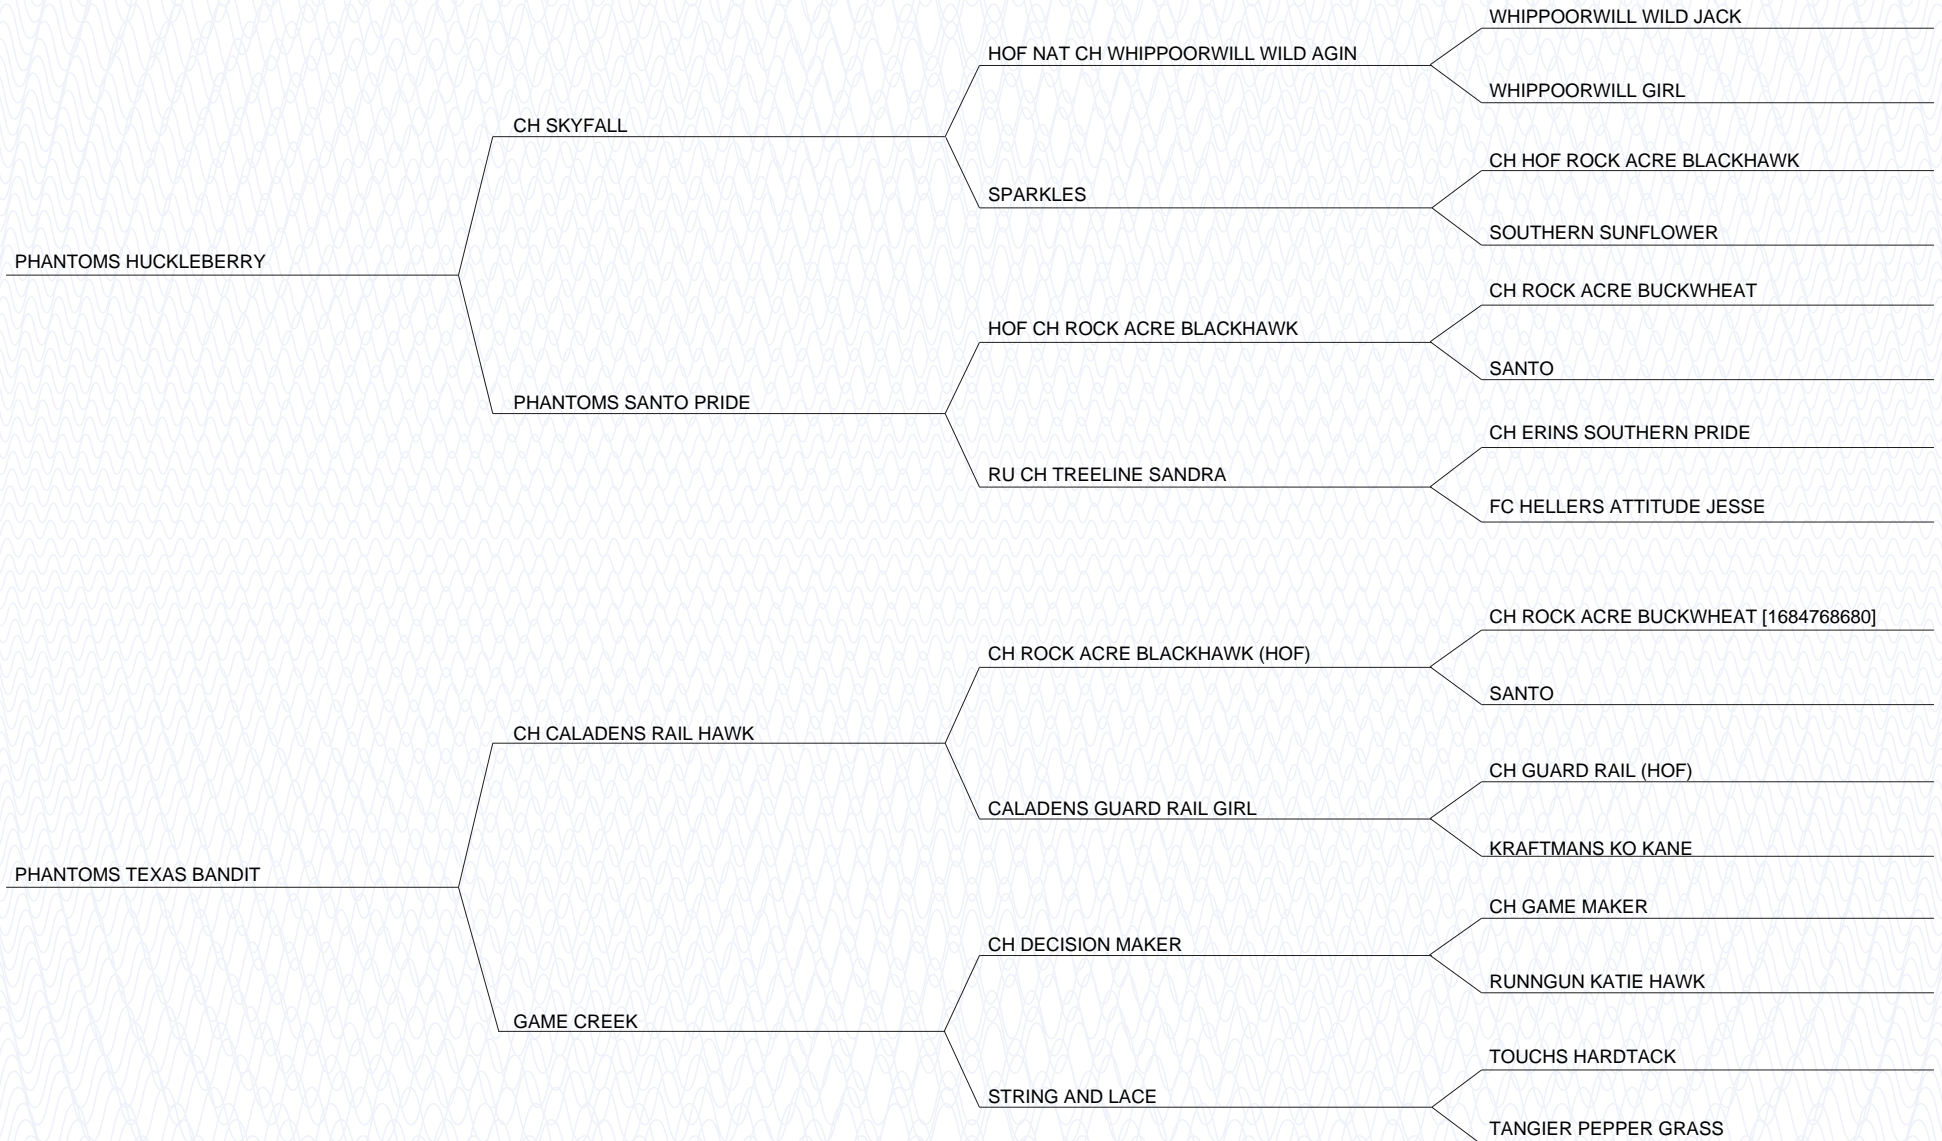 WHIPPOORWILL WILD JACK
HOF NAT CH WHIPPOORWILL WILD AGIN
WHIPPOORWILL GIRL
CH SKYFALL
CH HOF ROCK ACRE BLACKHAWK
SPARKLES
SOUTHERN SUNFLOWER
PHANTOMS HUCKLEBERRY
CH ROCK ACRE BUCKWHEAT
HOF CH ROCK ACRE BLACKHAWK
SANTO
PHANTOMS SANTO PRIDE
CH ERINS SOUTHERN PRIDE
RU CH TREELINE SANDRA
FC HELLERS ATTITUDE JESSE
CH ROCK ACRE BUCKWHEAT [1684768680]
CH ROCK ACRE BLACKHAWK (HOF)
SANTO
CH CALADENS RAIL HAWK
CH GUARD RAIL (HOF)
CALADENS GUARD RAIL GIRL
KRAFTMANS KO KANE
PHANTOMS TEXAS BANDIT
CH GAME MAKER
CH DECISION MAKER
RUNNGUN KATIE HAWK
GAME CREEK
TOUCHS HARDTACK
STRING AND LACE
TANGIER PEPPER GRASS